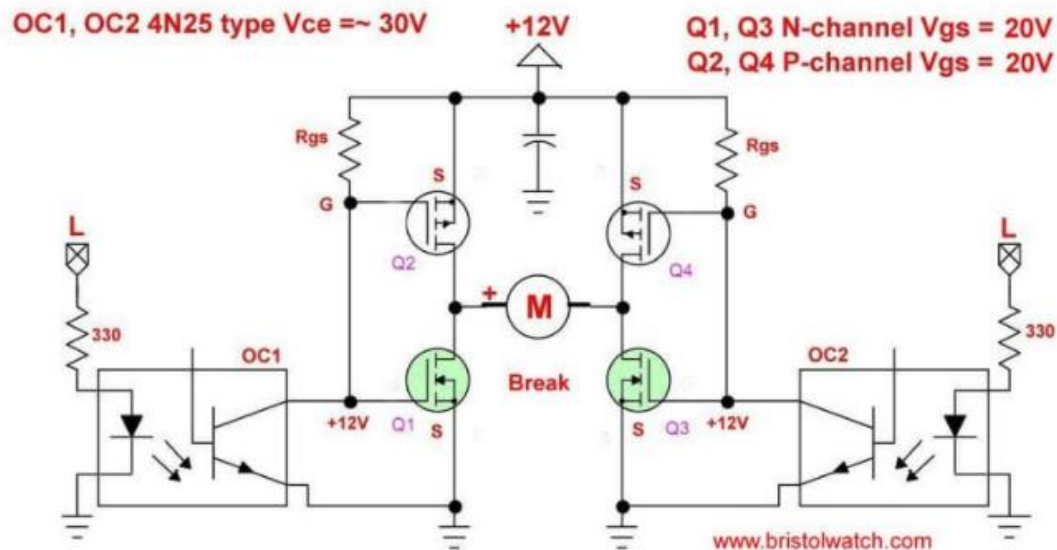 OC1, OC2 4N25 type Vce =~ 30V
+12V
Q1, Q3 N-channel Vgs = 20V
Q2, Q4 P-channel Vgs = 20V
Rgs
Rgs
S
S
G
G
L
L
Q2
Q4
+
M
330
330
OC1
OC2
Break
+12V
Q1
S
S
Q3
+12V
www.bristolwatch.com